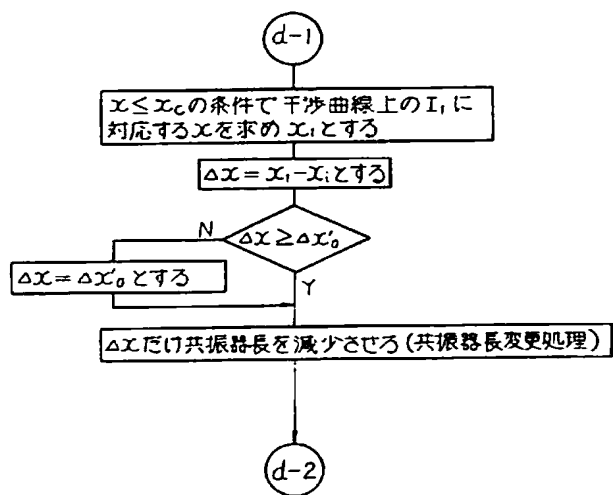 d-1
x≤x_cの条件で干渉曲線上のI₁に
対応するxを求めx₁とする
Δx=x₁-xᵢとする
N
Δx≥Δx'₀
Δx=Δx'₀とする
Y
Δxだけ共振器長を減少させろ(共振器長変更処理)
d-2